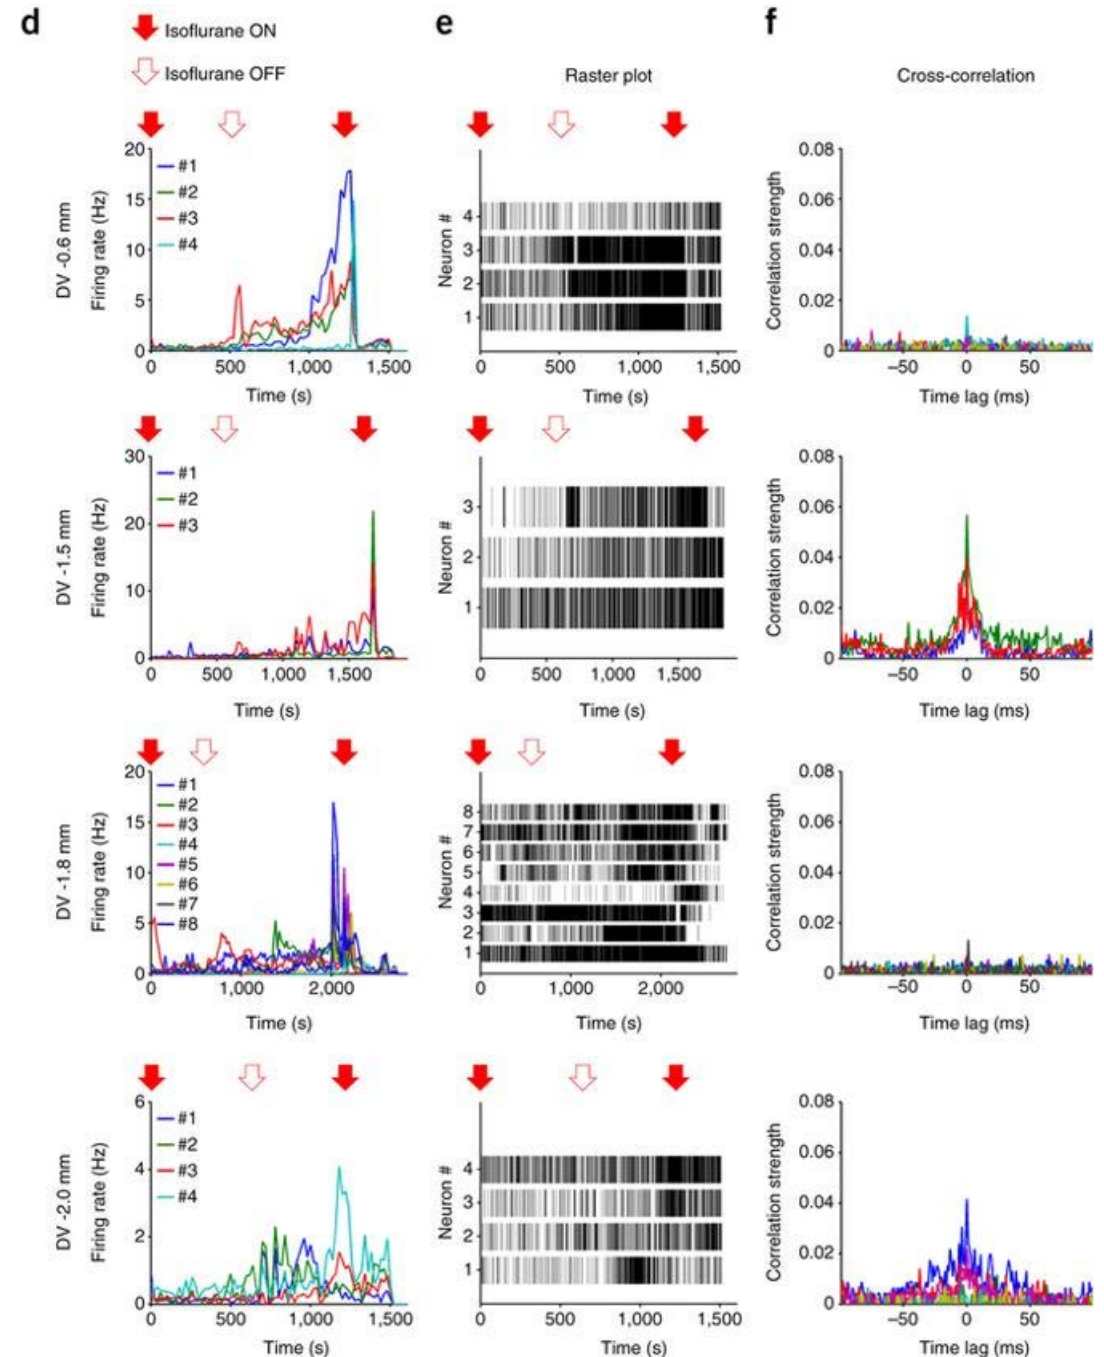 d
Isoflurane ON
Isoflurane OFF
e
Raster plot
f
Cross-correlation
DV -0.6 mm
Firing rate (Hz)
20
15
10
5
0
#1
#2
#3
#4
0 500 1,000 1,500
Time (s)
Neuron #
4
3
2
1
0 500 1,000 1,500
Time (s)
Correlation strength
0.08
0.06
0.04
0.02
0
−50 0 50
Time lag (ms)
DV -1.5 mm
Firing rate (Hz)
30
20
10
0
#1
#2
#3
0 500 1,000 1,500
Time (s)
Neuron #
3
2
1
0 500 1,000 1,500
Time (s)
Correlation strength
0.08
0.06
0.04
0.02
0
−50 0 50
Time lag (ms)
DV -1.8 mm
Firing rate (Hz)
20
15
10
5
0
#1
#2
#3
#4
#5
#6
#7
#8
0 1,000 2,000
Time (s)
Neuron #
8
7
6
5
4
3
2
1
0 1,000 2,000
Time (s)
Correlation strength
0.08
0.06
0.04
0.02
0
−50 0 50
Time lag (ms)
DV -2.0 mm
Firing rate (Hz)
6
4
2
0
#1
#2
#3
#4
0 500 1,000 1,500
Time (s)
Neuron #
4
3
2
1
0 500 1,000 1,500
Time (s)
Correlation strength
0.08
0.06
0.04
0.02
0
−50 0 50
Time lag (ms)